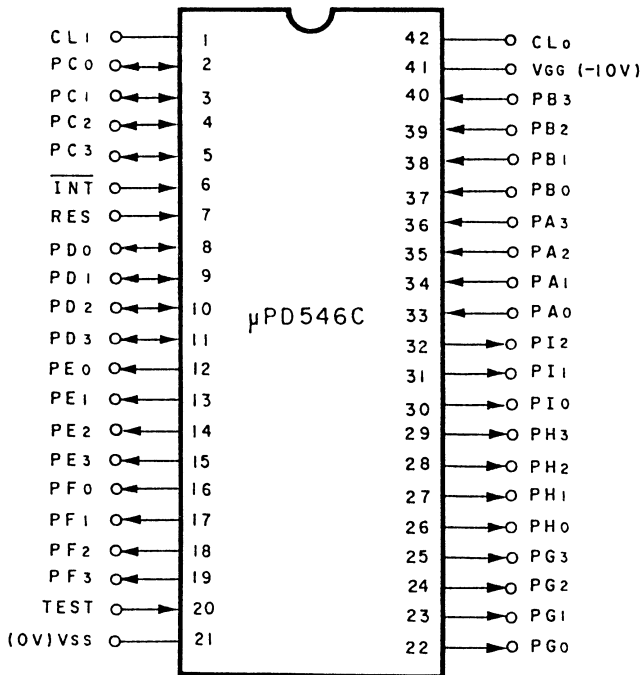 CL1 1 42 CL0
PC0 2 41 VGG (-10V)
PC1 3 40 PB3
PC2 4 39 PB2
PC3 5 38 PB1
INT 6 37 PB0
RES 7 36 PA3
PD0 8 35 PA2
PD1 9 34 PA1
PD2 10 33 PA0
µPD546C
PD3 11 32 PI2
PE0 12 31 PI1
PE1 13 30 PI0
PE2 14 29 PH3
PE3 15 28 PH2
PF0 16 27 PH1
PF1 17 26 PH0
PF2 18 25 PG3
PF3 19 24 PG2
TEST 20 23 PG1
(0V)VSS 21 22 PG0